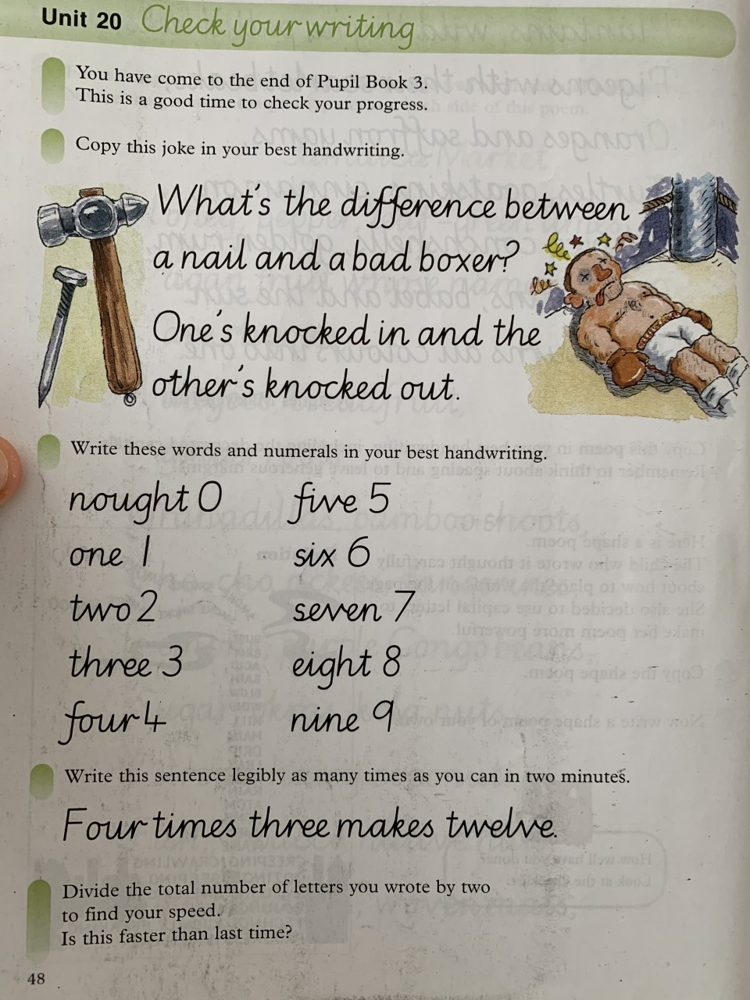 Unit 20 Check your writing
You have come to the end of Pupil Book 3.
This is a good time to check your progress.
Copy this joke in your best handwriting.
What's the difference between
a nail and a bad boxer?
One's knocked in and the
other's knocked out.
Write these words and numerals in your best handwriting.
nought 0 five 5
one 1 six 6
two 2 seven 7
three 3 eight 8
four 4 nine 9
Write this sentence legibly as many times as you can in two minutes.
Four times three makes twelve.
Divide the total number of letters you wrote by two
to find your speed.
Is this faster than last time?
48